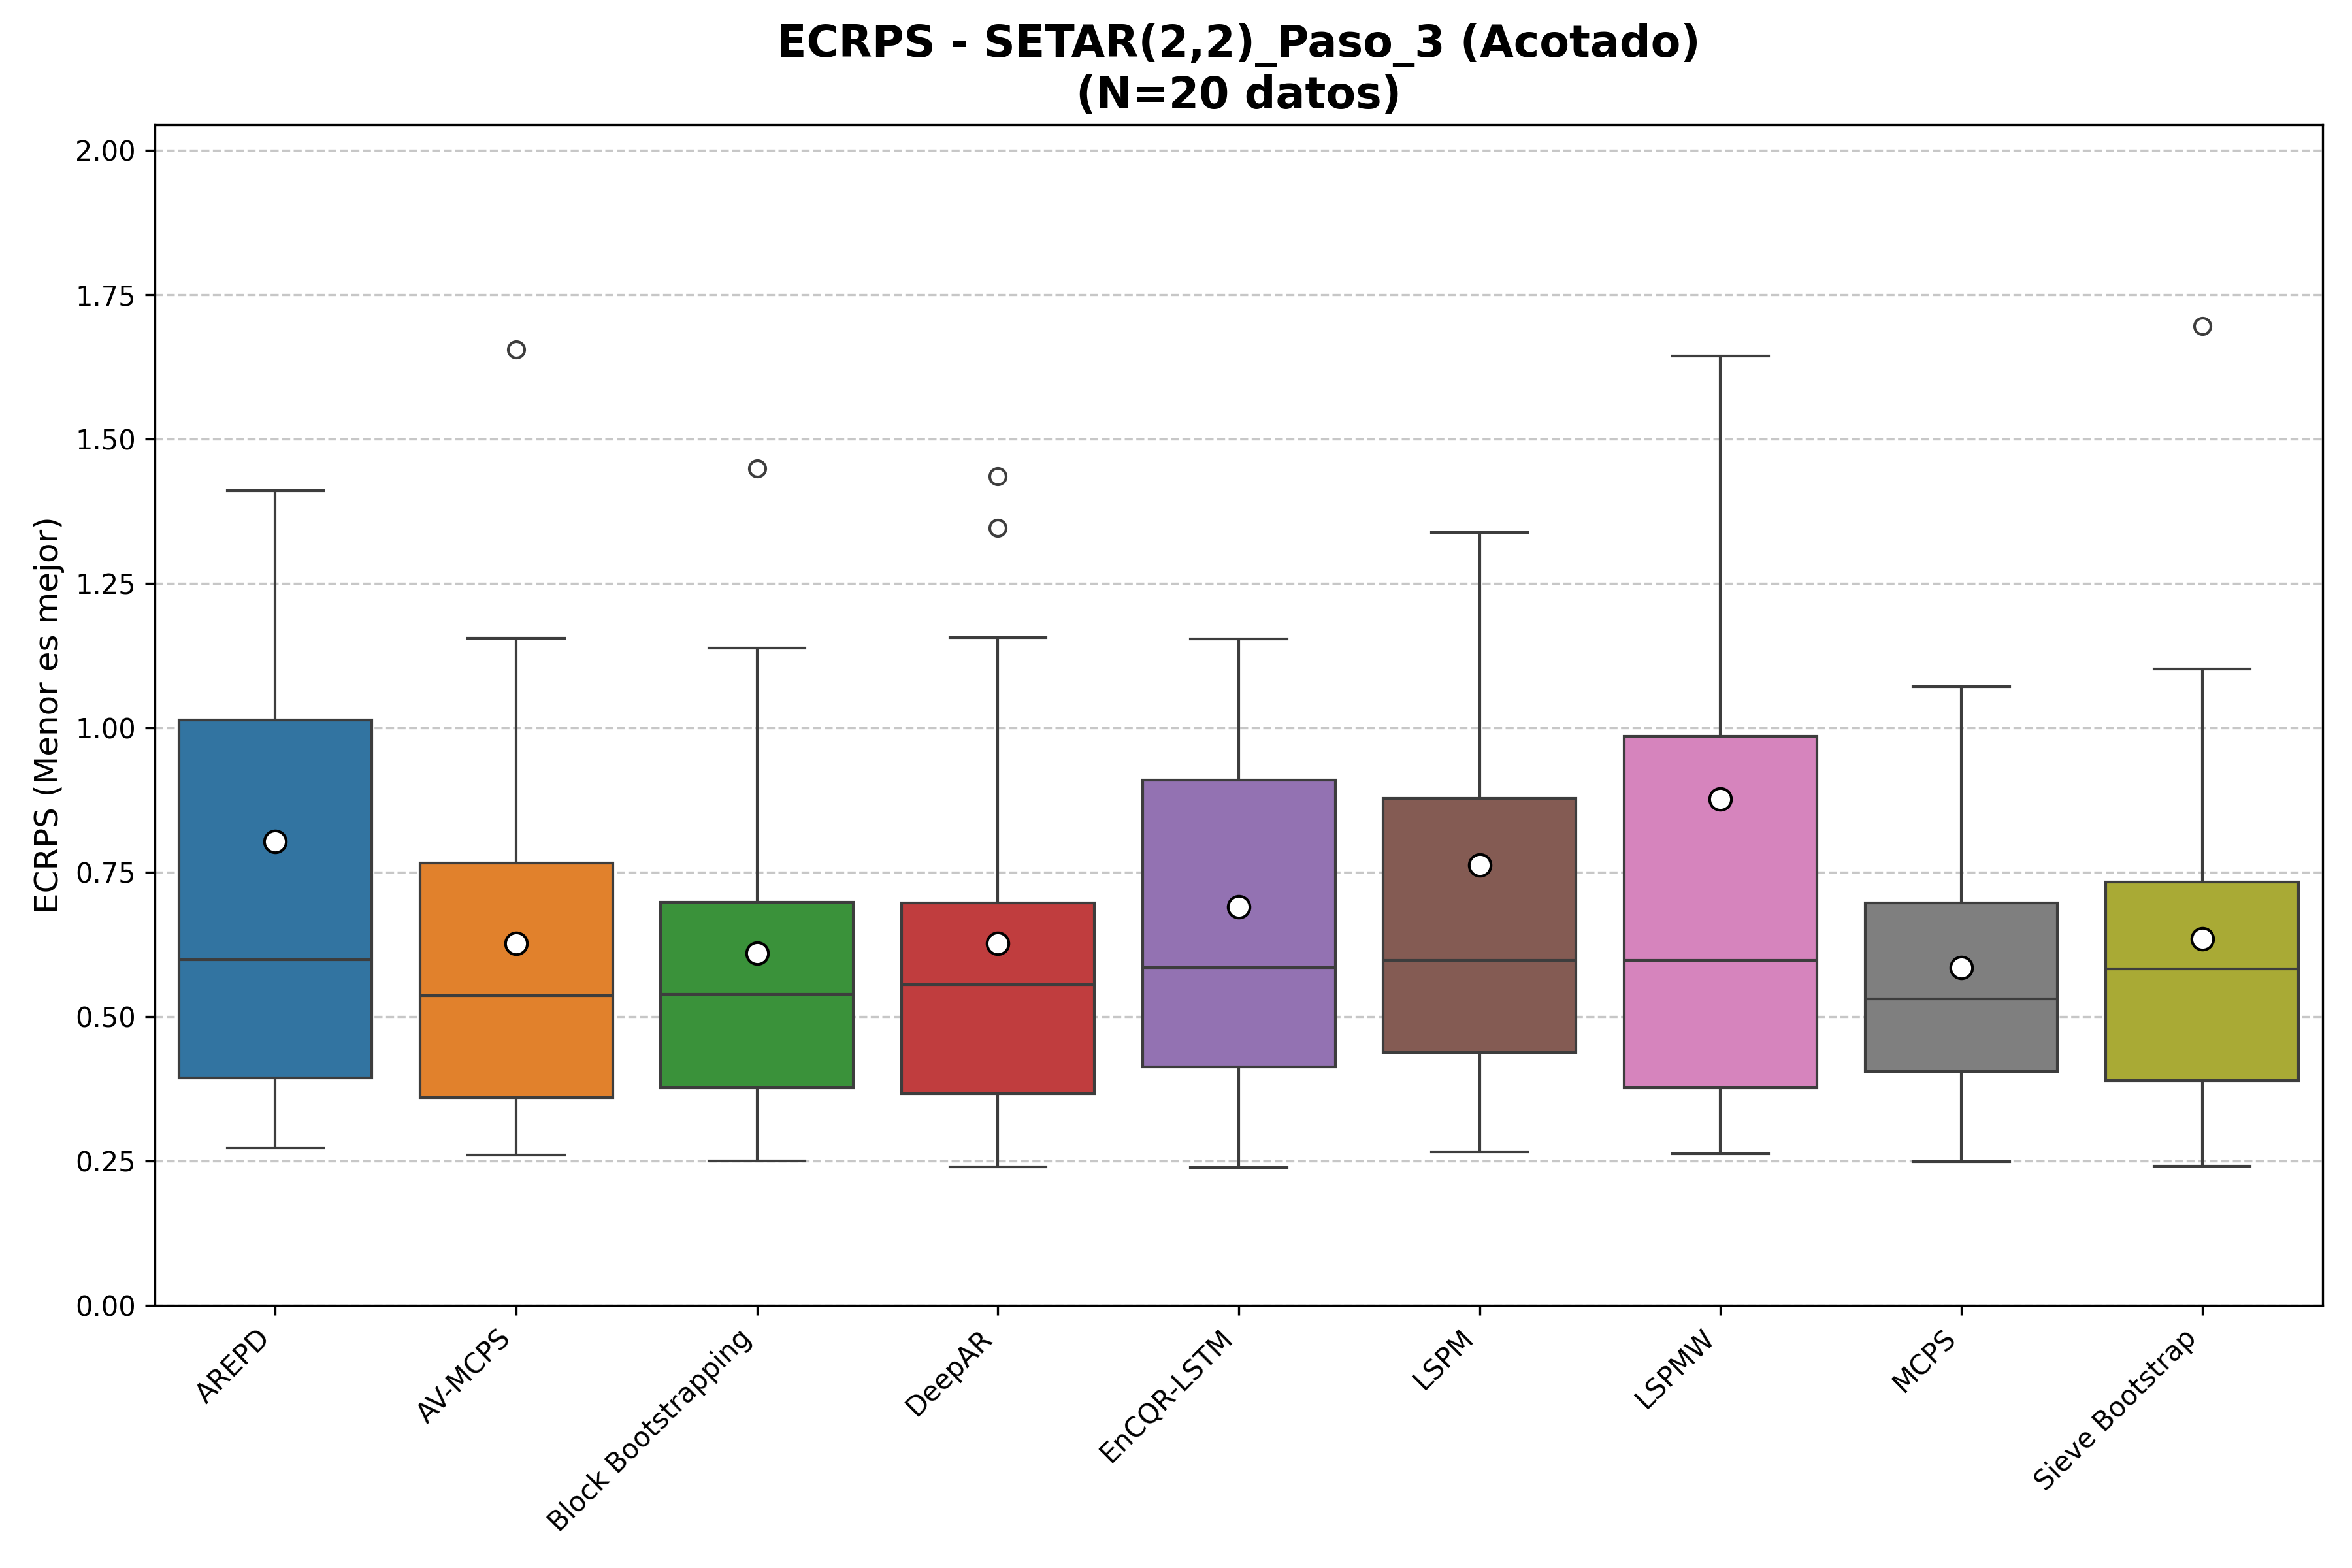 ECRPS - SETAR(2,2)_Paso_3 (Acotado)
(N=20 datos)
ECRPS (Menor es mejor)
2.00
1.75
1.50
1.25
1.00
0.75
0.50
0.25
0.00
AREPD
AV-MCPS
Block Bootstrapping
DeepAR
EnCQR-LSTM
LSPM
LSPMW
MCPS
Sieve Bootstrap